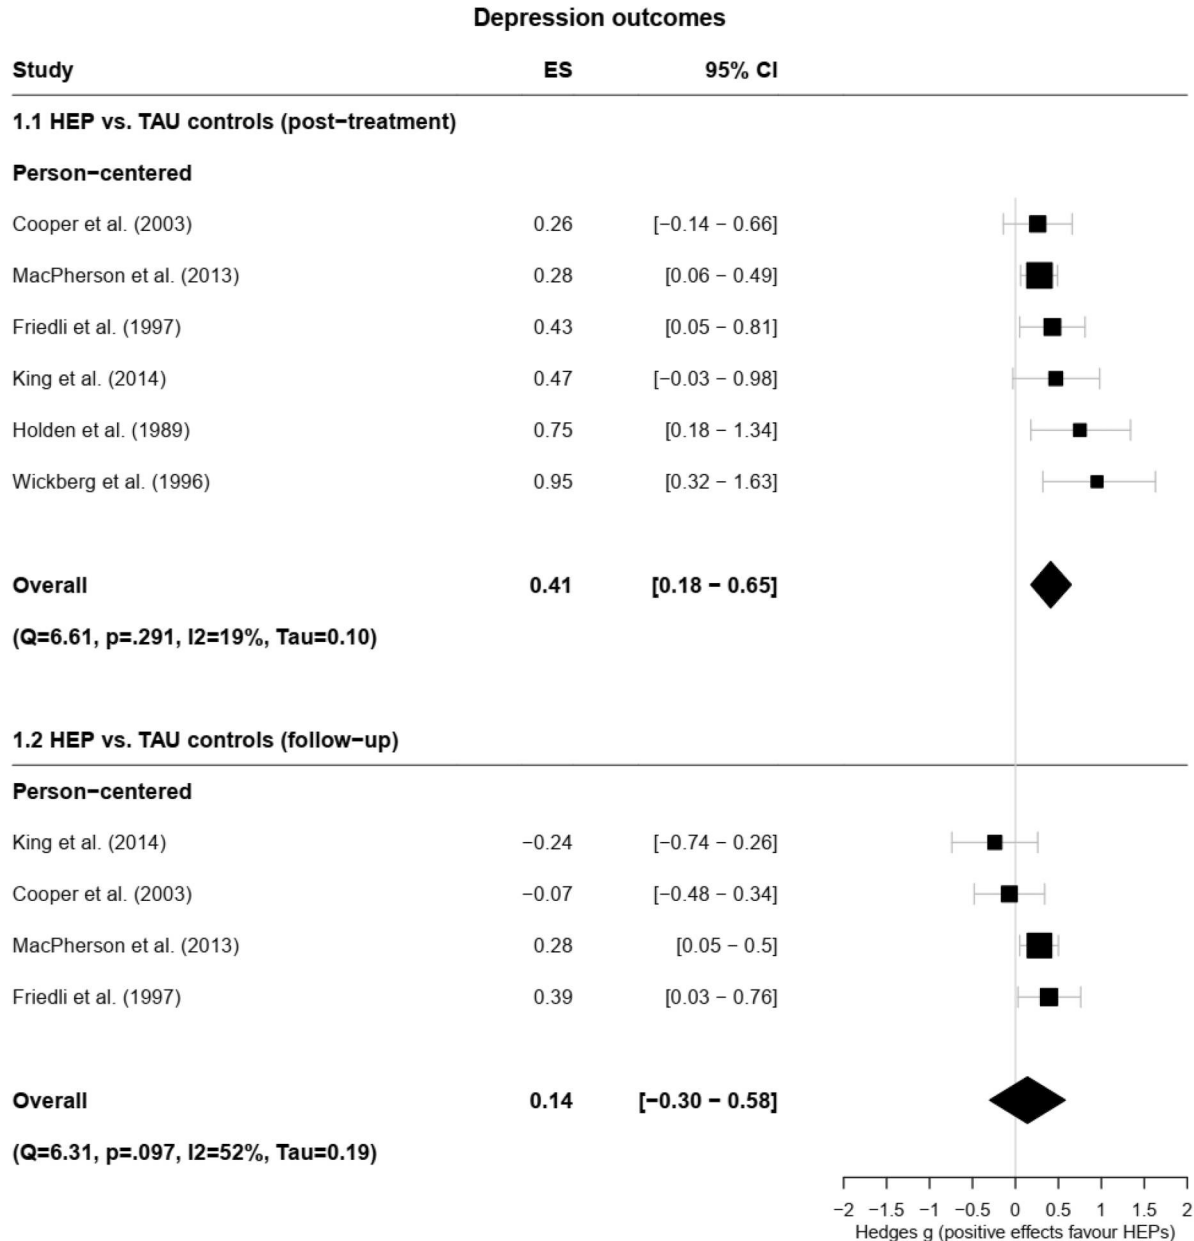 Depression outcomes
Study ES 95% CI
1.1 HEP vs. TAU controls (post−treatment)
Person−centered
Cooper et al. (2003) 0.26 [−0.14 − 0.66]
MacPherson et al. (2013) 0.28 [0.06 − 0.49]
Friedli et al. (1997) 0.43 [0.05 − 0.81]
King et al. (2014) 0.47 [−0.03 − 0.98]
Holden et al. (1989) 0.75 [0.18 − 1.34]
Wickberg et al. (1996) 0.95 [0.32 − 1.63]
Overall 0.41 [0.18 − 0.65]
(Q=6.61, p=.291, I2=19%, Tau=0.10)
1.2 HEP vs. TAU controls (follow−up)
Person−centered
King et al. (2014) −0.24 [−0.74 − 0.26]
Cooper et al. (2003) −0.07 [−0.48 − 0.34]
MacPherson et al. (2013) 0.28 [0.05 − 0.5]
Friedli et al. (1997) 0.39 [0.03 − 0.76]
Overall 0.14 [−0.30 − 0.58]
(Q=6.31, p=.097, I2=52%, Tau=0.19)
−2 −1.5 −1 −0.5 0 0.5 1 1.5 2
Hedges g (positive effects favour HEPs)